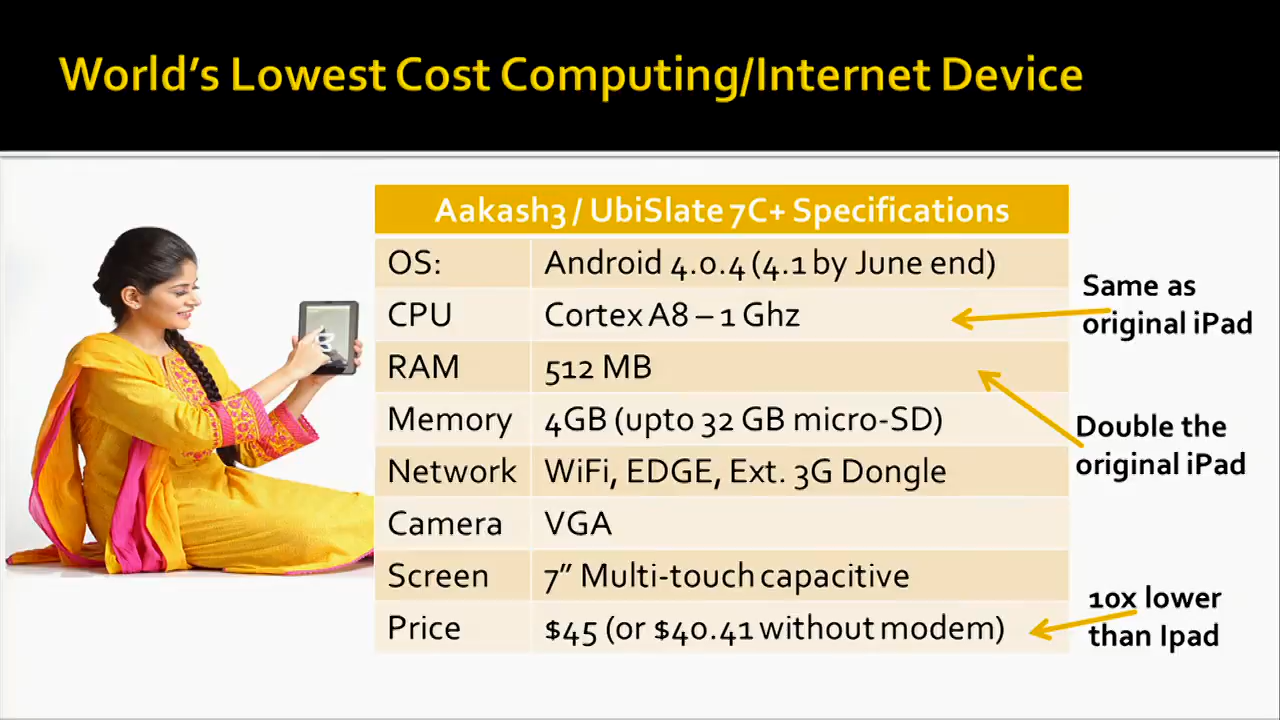 World's Lowest Cost Computing/Internet Device
Aakash3 / UbiSlate 7C+ Specifications
OS: Android 4.0.4 (4.1 by June end)
CPU Cortex A8 – 1 Ghz
Same as
original iPad
RAM 512 MB
Memory 4GB (upto 32 GB micro-SD)
Double the
original iPad
Network WiFi, EDGE, Ext. 3G Dongle
Camera VGA
Screen 7” Multi-touch capacitive
Price $45 (or $40.41 without modem)
10x lower
than Ipad